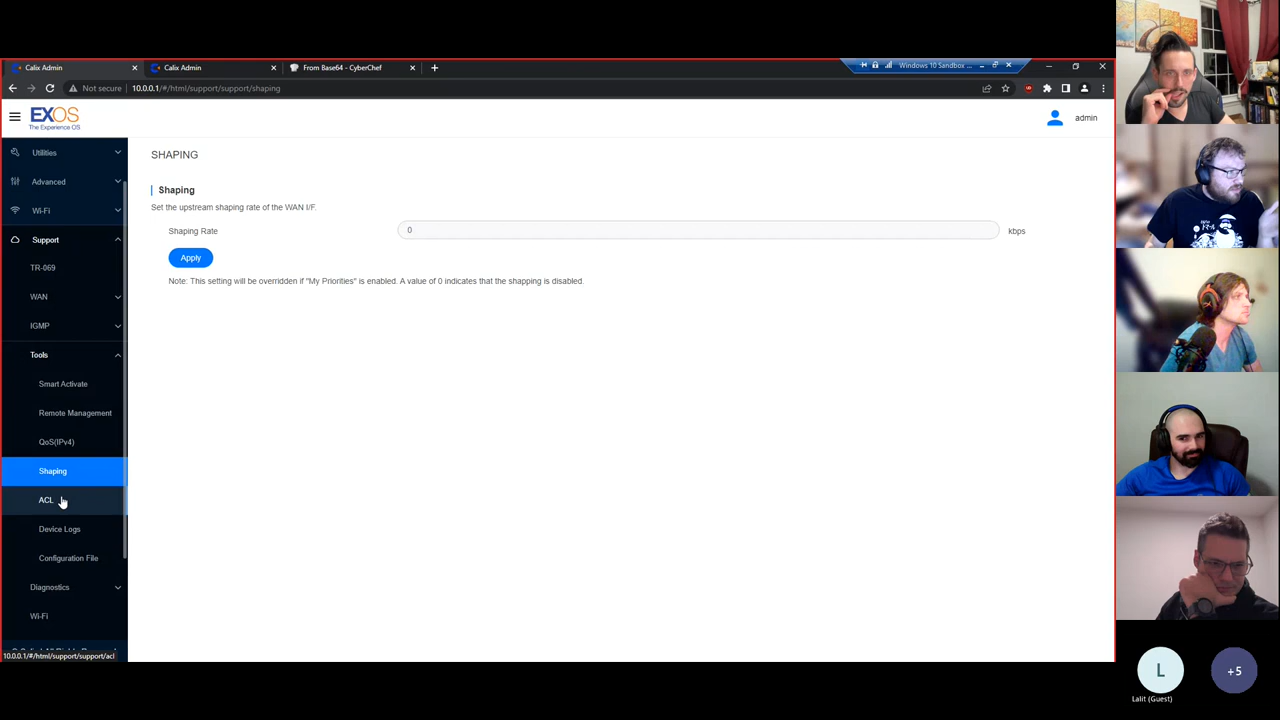 Calix Admin
Calix Admin
From Base64 - CyberChef
Windows 10 Sandbox ...
Not secure
10.0.0.1/#/html/support/support/shaping
EXOS
The Experience OS
admin
Utilities
Advanced
Wi-Fi
Support
TR-069
WAN
IGMP
Tools
Smart Activate
Remote Management
QoS(IPv4)
Shaping
ACL
Device Logs
Configuration File
Diagnostics
Wi-Fi
10.0.0.1/#/html/support/support/acl
SHAPING
Shaping
Set the upstream shaping rate of the WAN I/F.
Shaping Rate
0
kbps
Apply
Note: This setting will be overridden if "My Priorities" is enabled. A value of 0 indicates that the shapping is disabled.
L
Lalit (Guest)
+5